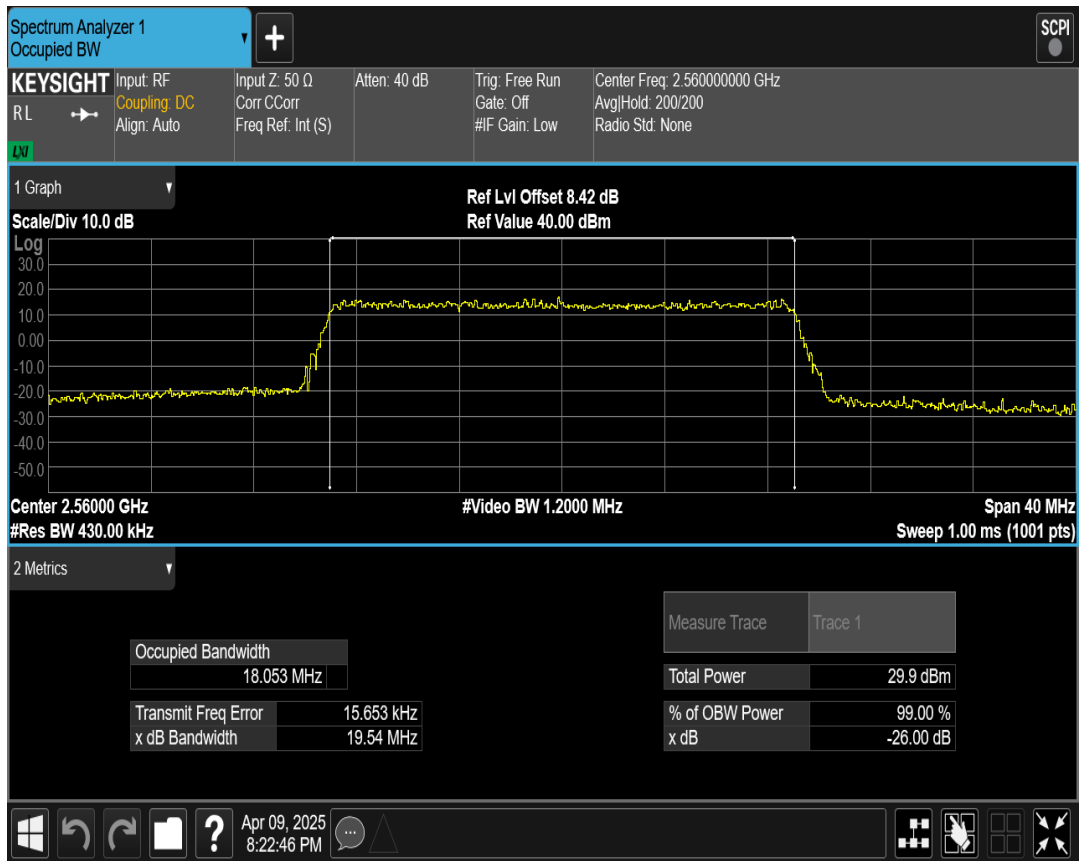 Spectrum Analyzer 1
Occupied BW
+
SCPI
KEYSIGHT
RL
LXI
Input: RF
Coupling: DC
Align: Auto
Input Z: 50 Ω
Corr CCorr
Freq Ref: Int (S)
Atten: 40 dB
Trig: Free Run
Gate: Off
#IF Gain: Low
Center Freq: 2.560000000 GHz
Avg|Hold: 200/200
Radio Std: None
1 Graph
Scale/Div 10.0 dB
Ref Lvl Offset 8.42 dB
Ref Value 40.00 dBm
Log
30.0
20.0
10.0
0.00
-10.0
-20.0
-30.0
-40.0
-50.0
Center 2.56000 GHz
#Video BW 1.2000 MHz
Span 40 MHz
#Res BW 430.00 kHz
Sweep 1.00 ms (1001 pts)
2 Metrics
Measure Trace Trace 1
Occupied Bandwidth
18.053 MHz
Total Power 29.9 dBm
Transmit Freq Error 15.653 kHz
% of OBW Power 99.00 %
x dB Bandwidth 19.54 MHz
x dB -26.00 dB
?
Apr 09, 2025
8:22:46 PM